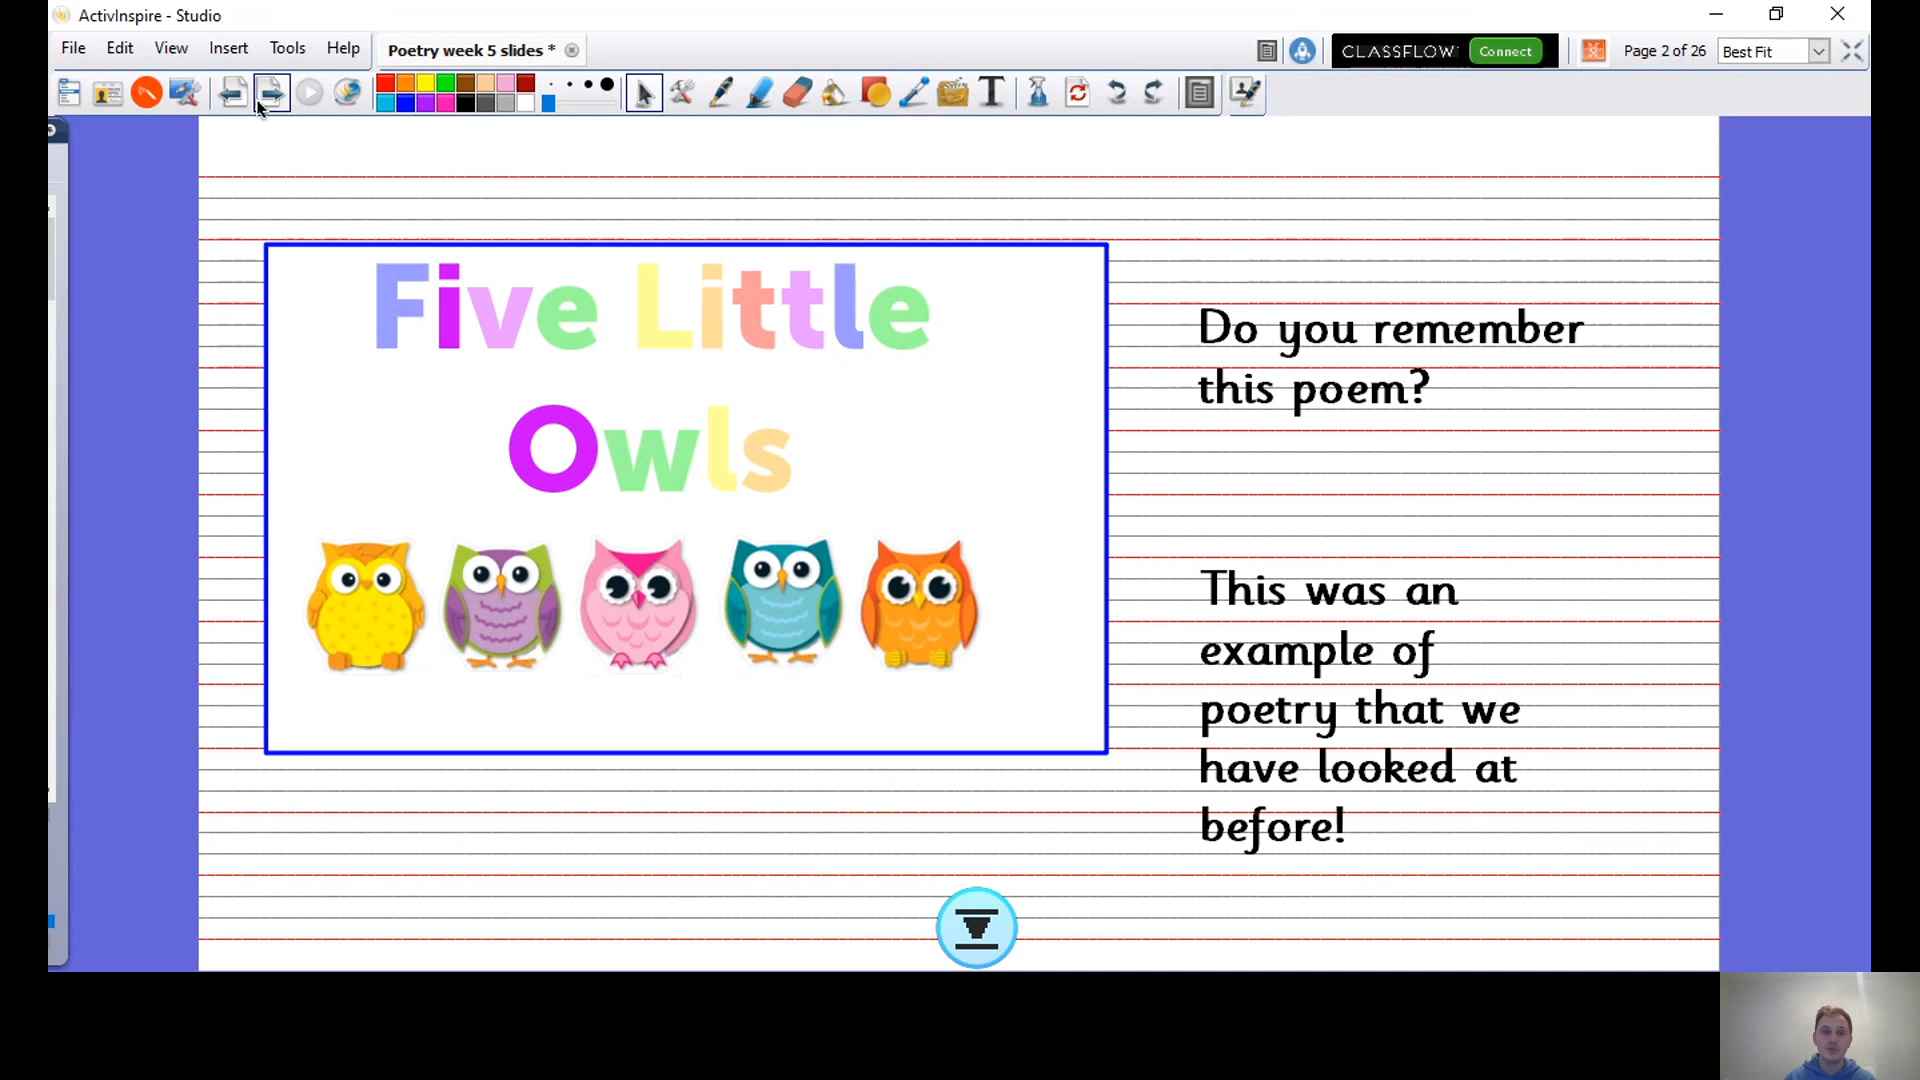 ActivInspire - Studio
File Edit View Insert Tools Help
Poetry week 5 slides *
CLASSFLOW Connect
Page 2 of 26
Best Fit
Five Little
Owls
Do you remember
this poem?
This was an
example of
poetry that we
have looked at
before!